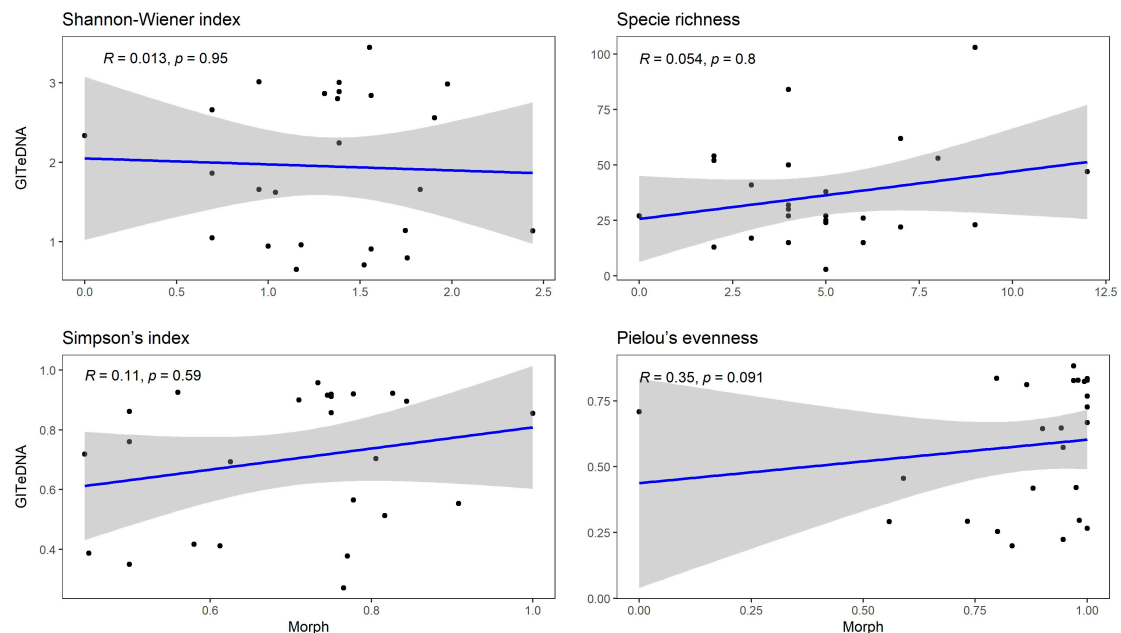 Shannon-Wiener index
Specie richness
R = 0.013, p = 0.95
R = 0.054, p = 0.8
GITeDNA
3
2
1
100
75
50
25
0
0.0 0.5 1.0 1.5 2.0 2.5
0.0 2.5 5.0 7.5 10.0 12.5
Simpson's index
Pielou's evenness
R = 0.11, p = 0.59
R = 0.35, p = 0.091
GITeDNA
1.0
0.8
0.6
0.4
0.75
0.50
0.25
0.00
0.6 0.8 1.0
0.00 0.25 0.50 0.75 1.00
Morph
Morph